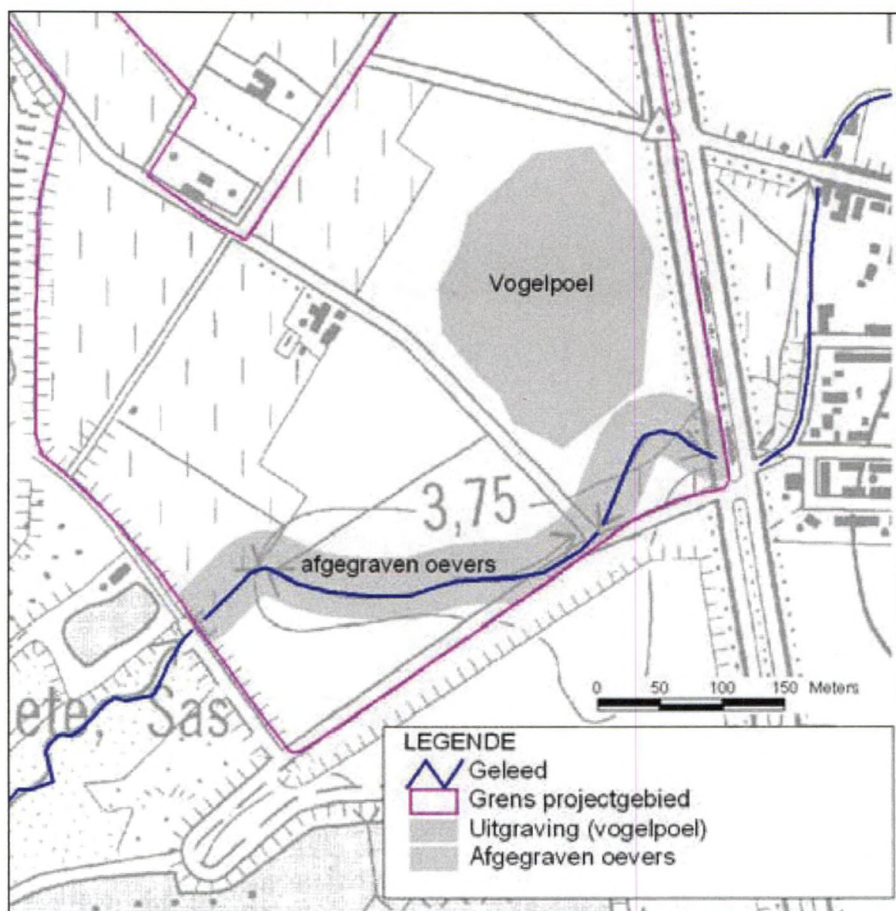 Vogelpoel
3,75
afgegraven oevers
0 50 100 150 Meters
ete, Sas
LEGENDE
Geleed
Grens projectgebied
Uitgraving (vogelpoel)
Afgegraven oevers